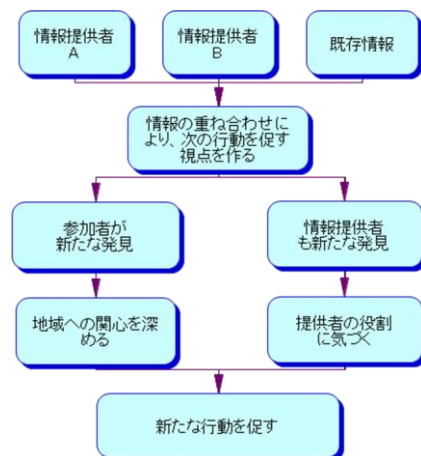 情報提供者
A
情報提供者
B
既存情報
情報の重ね合わせに
より、次の行動を促す
視点を作る
参加者が
新たな発見
情報提供者
も新たな発見
地域への関心を深
める
提供者の役割
に気づく
新たな行動を促す